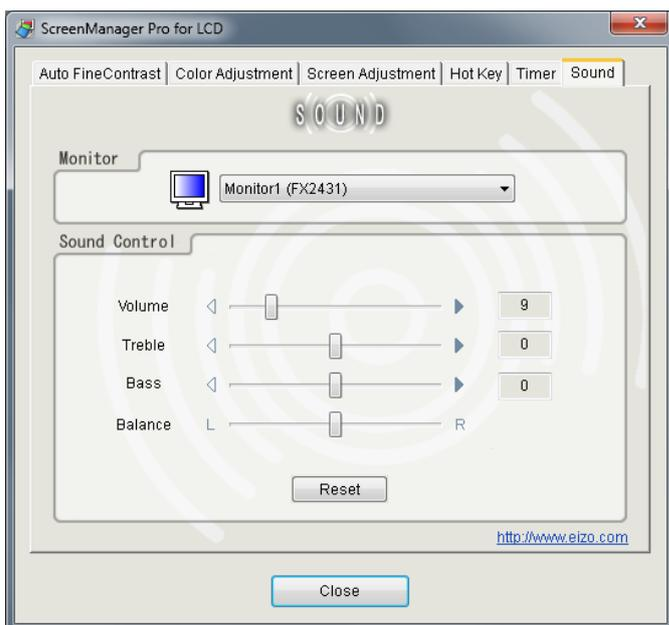 ScreenManager Pro for LCD
Auto FineContrast Color Adjustment Screen Adjustment Hot Key Timer Sound
SOUND
Monitor
Monitor1 (FX2431)
Sound Control
Volume 9
Treble 0
Bass 0
Balance L R
Reset
http://www.eizo.com
Close